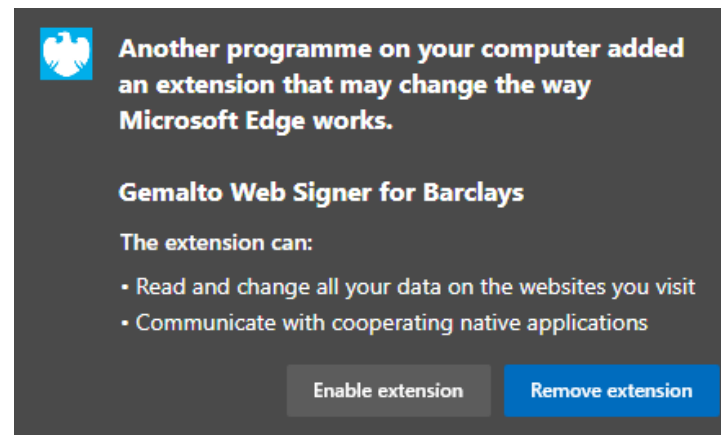 Another programme on your computer added
an extension that may change the way
Microsoft Edge works.
Gemalto Web Signer for Barclays
The extension can:
• Read and change all your data on the websites you visit
• Communicate with cooperating native applications
Enable extension Remove extension